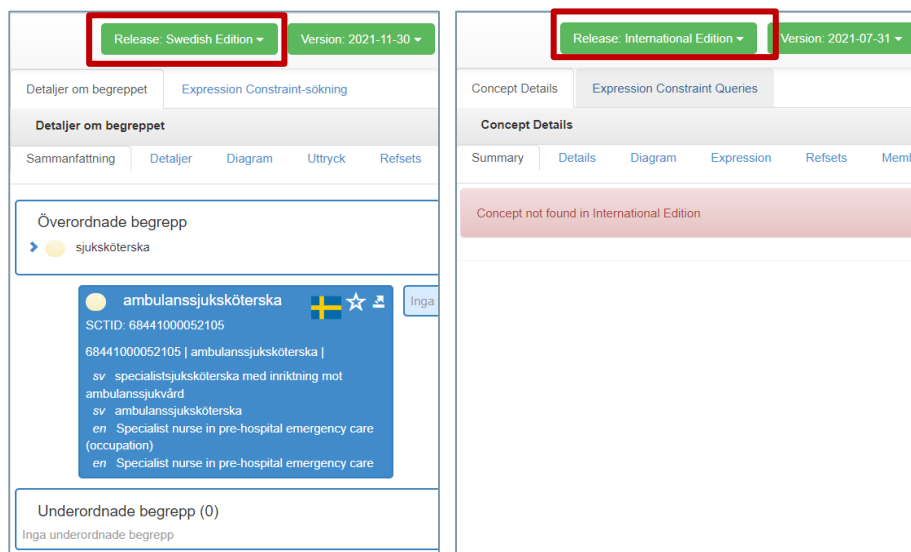 Release: Swedish Edition
Version: 2021-11-30
Detaljer om begreppet
Expression Constraint-sökning
Detaljer om begreppet
Sammanfattning
Detaljer
Diagram
Uttryck
Refsets
Överordnade begrepp
sjuksköterska
ambulanssjuksköterska
SCTID: 68441000052105
68441000052105 | ambulanssjuksköterska |
sv specialistsjuksköterska med inriktning mot
ambulanssjukvård
sv ambulanssjuksköterska
en Specialist nurse in pre-hospital emergency care
(occupation)
en Specialist nurse in pre-hospital emergency care
Inga
Underordnade begrepp (0)
Inga underordnade begrepp
Release: International Edition
Version: 2021-07-31
Concept Details
Expression Constraint Queries
Concept Details
Summary
Details
Diagram
Expression
Refsets
Memb
Concept not found in International Edition